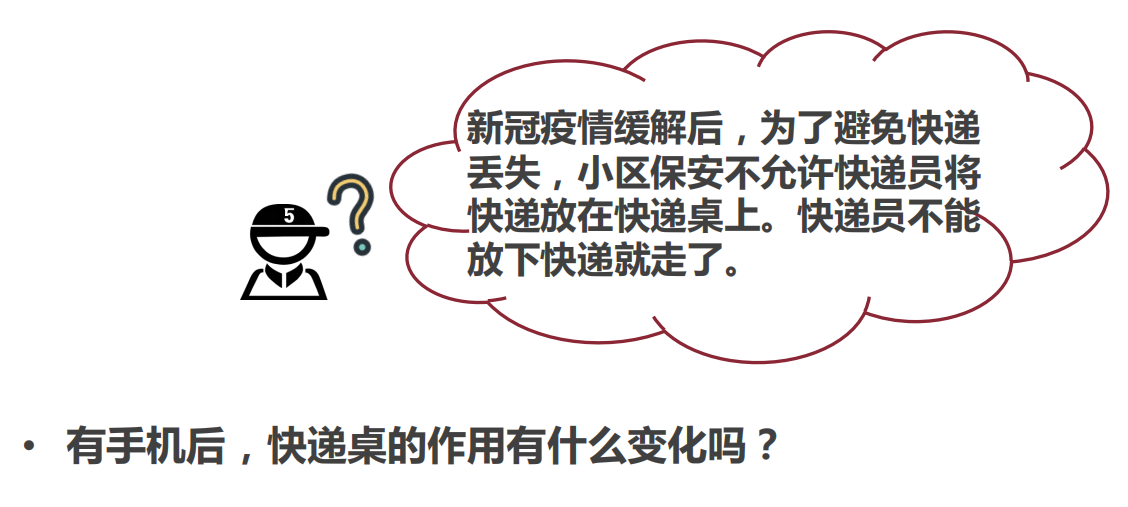 新冠疫情缓解后，为了避免快递
丢失，小区保安不允许快递员将
快递放在快递桌上。快递员不能
放下快递就走了。
5
• 有手机后，快递桌的作用有什么变化吗？